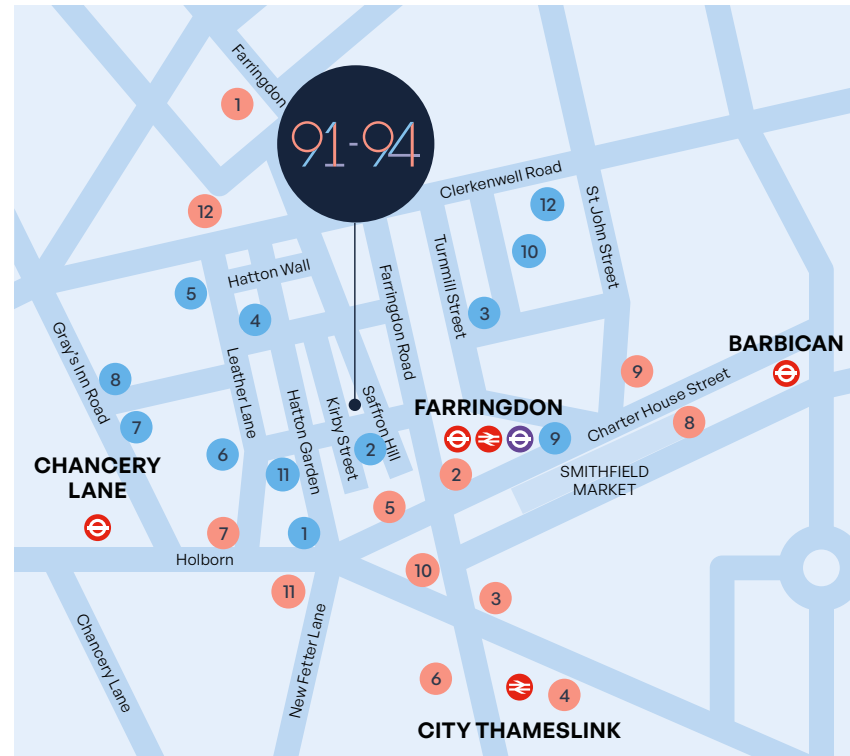 Farringdon
1
91-94
Clerkenwell Road
12
12
St John Street
10
Turnmill Street
Hatton Wall
Farringdon Road
5
4
3
Gray's Inn Road
BARBICAN
Leather Lane
8
9
Charter House Street
Hatton Garden
Kirby Street
Saffron Hill
FARRINGDON
7
8
9
2
6
11
2
CHANCERY
LANE
SMITHFIELD
MARKET
5
7
1
Holborn
10
11
3
Chancery Lane
New Fetter Lane
6
4
CITY THAMESLINK